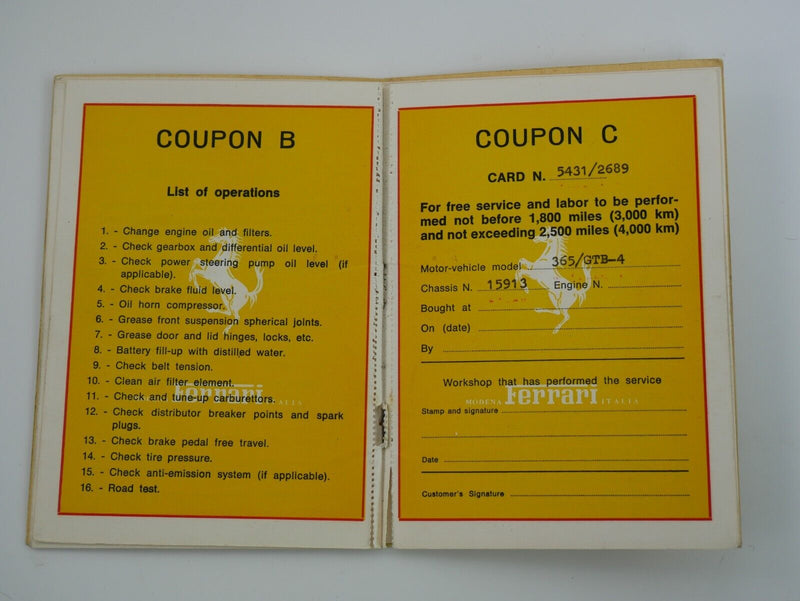 COUPON B
List of operations
1. - Change engine oil and filters.
2. - Check gearbox and differential oil level.
3. - Check power steering pump oil level (if
applicable).
4. - Check brake fluid level.
5. - Oil horn compressor.
6. - Grease front suspension spherical joints.
7. - Grease door and lid hinges, locks, etc.
8. - Battery fill-up with distilled water.
9. - Check belt tension.
10. - Clean air filter element.
11. - Check and tune-up carburettors.
12. - Check distributor breaker points and spark
plugs.
13. - Check brake pedal free travel.
14. - Check tire pressure.
15. - Check anti-emission system (if applicable).
16. - Road test.
Ferrari
ITALIA
COUPON C
CARD N. 5431/2689
For free service and labor to be perfor-
med not before 1,800 miles (3,000 km)
and not exceeding 2,500 miles (4,000 km)
Motor-vehicle model 365/GTB-4
Chassis N. 15913 Engine N.
Bought at
On (date)
By
Workshop that has performed the service
MODENA Ferrari ITALIA
Stamp and signature
Date
Customer's Signature